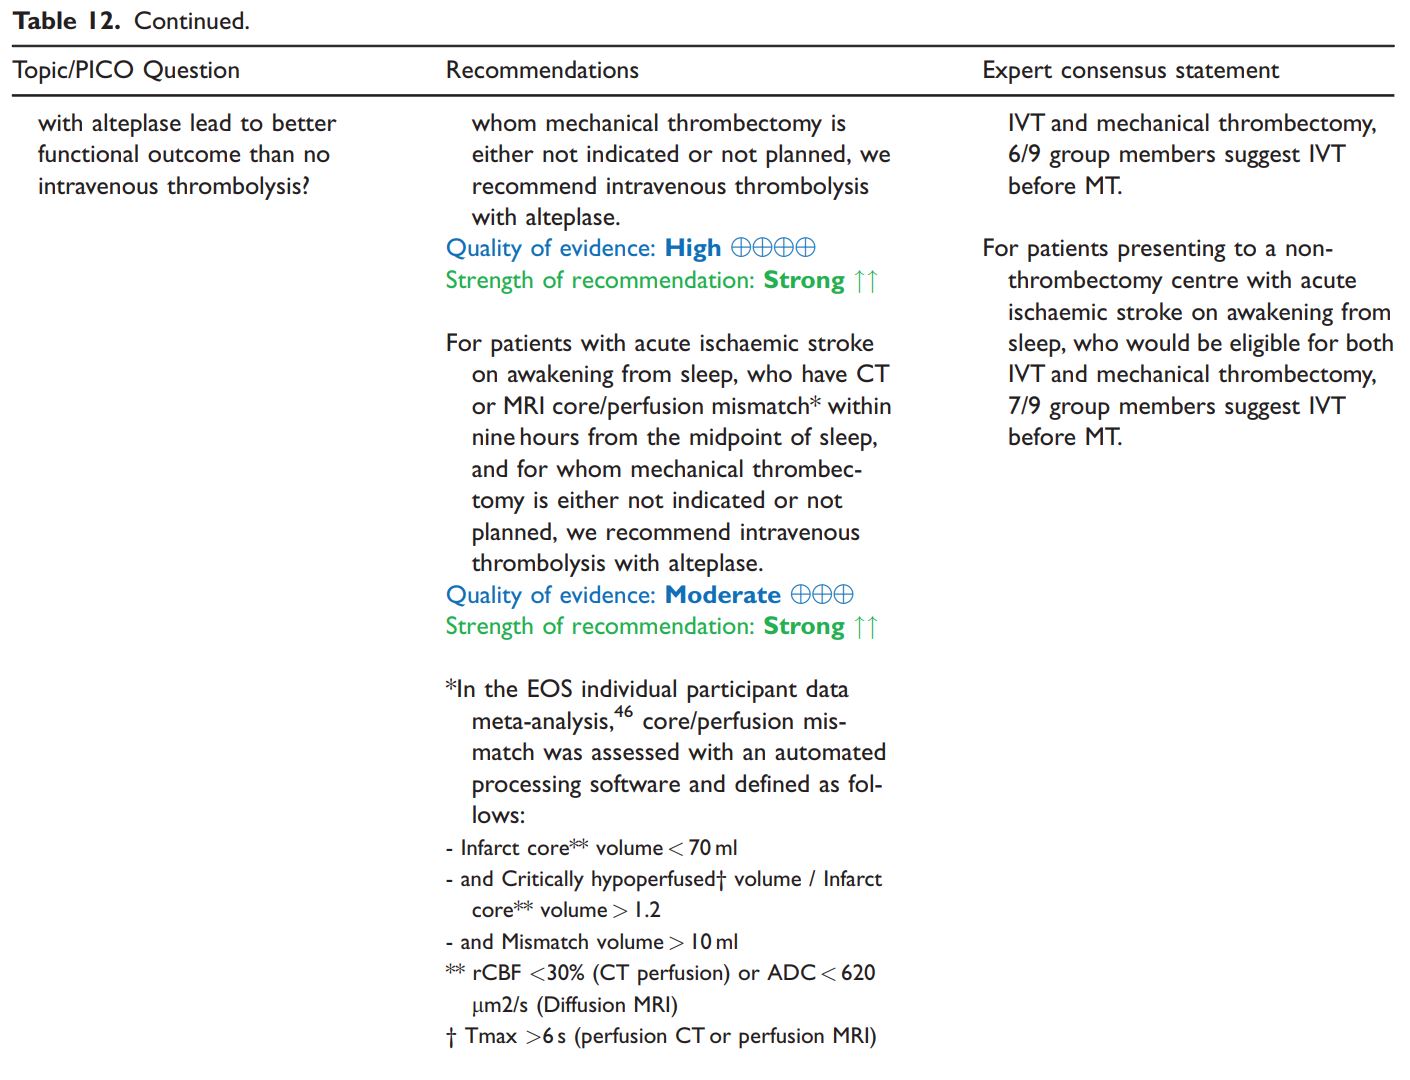 Table 12. Continued.
Topic/PICO Question
Recommendations
Expert consensus statement
with alteplase lead to better
functional outcome than no
intravenous thrombolysis?
whom mechanical thrombectomy is
either not indicated or not planned, we
recommend intravenous thrombolysis
with alteplase.
Quality of evidence: High ⊕⊕⊕⊕
Strength of recommendation: Strong ↑↑
For patients with acute ischaemic stroke
on awakening from sleep, who have CT
or MRI core/perfusion mismatch* within
nine hours from the midpoint of sleep,
and for whom mechanical thrombec-
tomy is either not indicated or not
planned, we recommend intravenous
thrombolysis with alteplase.
Quality of evidence: Moderate ⊕⊕⊕
Strength of recommendation: Strong ↑↑
*In the EOS individual participant data
meta-analysis,46 core/perfusion mis-
match was assessed with an automated
processing software and defined as fol-
lows:
- Infarct core** volume < 70 ml
- and Critically hypoperfused† volume / Infarct
core** volume > 1.2
- and Mismatch volume > 10 ml
** rCBF <30% (CT perfusion) or ADC < 620
μm2/s (Diffusion MRI)
† Tmax >6 s (perfusion CT or perfusion MRI)
IVT and mechanical thrombectomy,
6/9 group members suggest IVT
before MT.
For patients presenting to a non-
thrombectomy centre with acute
ischaemic stroke on awakening from
sleep, who would be eligible for both
IVT and mechanical thrombectomy,
7/9 group members suggest IVT
before MT.